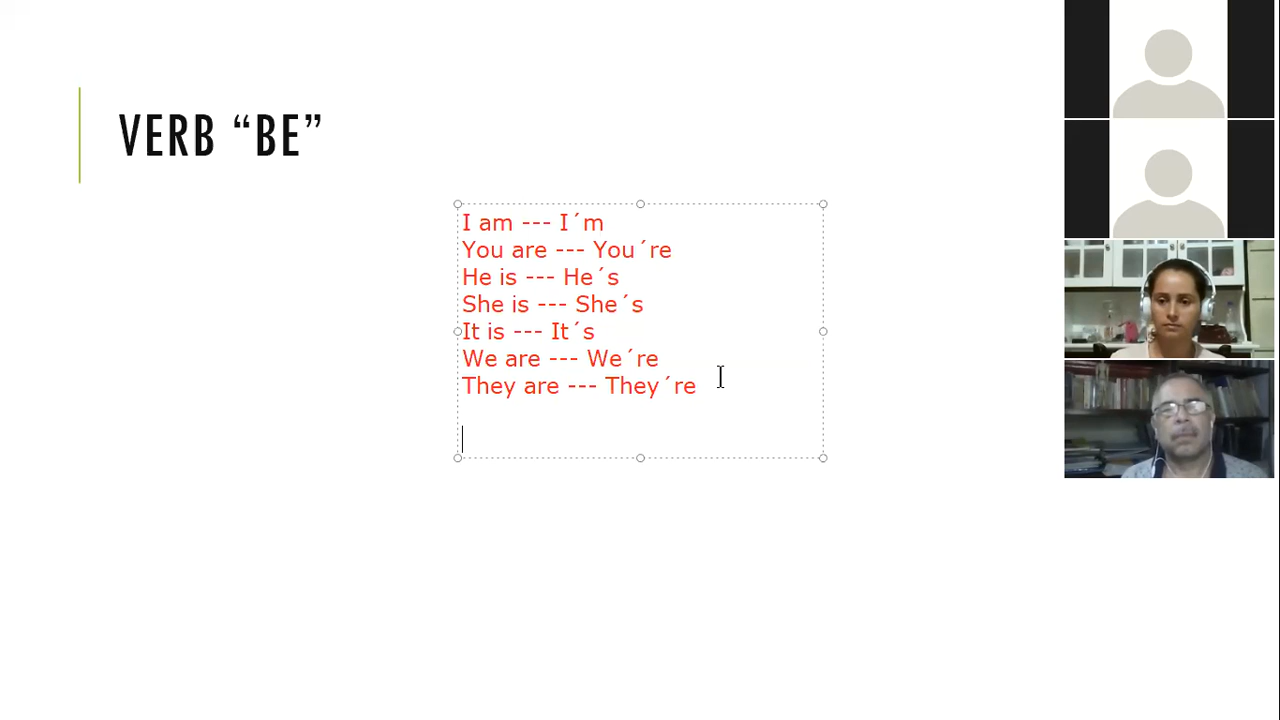 VERB “BE”
I am --- I´m
You are --- You´re
He is --- He´s
She is --- She´s
It is --- It´s
We are --- We´re
They are --- They´re